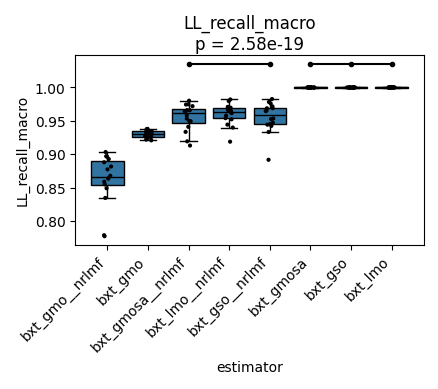 LL_recall_macro
p = 2.58e-19
LL_recall_macro
1.00
0.95
0.90
0.85
0.80
bxt_gmo__nrlmf
bxt_gmo
bxt_gmosa__nrlmf
bxt_lmo__nrlmf
bxt_gso__nrlmf
bxt_gmosa
bxt_gso
bxt_lmo
estimator